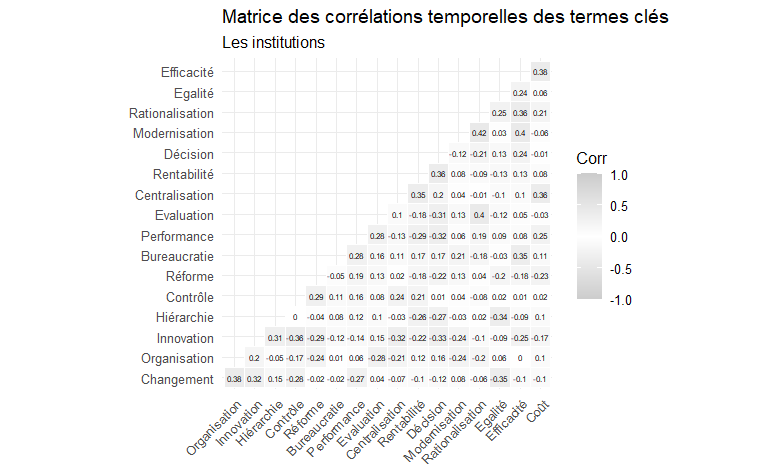 Matrice des corrélations temporelles des termes clés
Les institutions
Efficacité 0.38
Egalité 0.24 0.06
Rationalisation 0.25 0.36 0.21
Modernisation 0.42 0.03 0.4 -0.06
Décision -0.12 -0.21 0.13 0.24 -0.01
Rentabilité 0.36 0.08 -0.09 -0.13 0.13 0.08
Centralisation 0.35 0.2 0.04 -0.01 -0.1 0.1 0.36
Evaluation 0.1 -0.18 -0.31 0.13 0.4 -0.12 0.05 -0.03
Performance 0.28 -0.13 -0.29 -0.32 0.06 0.19 0.09 0.08 0.25
Bureaucratie 0.28 0.16 0.11 0.17 0.17 0.21 -0.18 -0.03 0.35 0.11
Réforme -0.05 0.19 0.13 0.02 -0.18 -0.22 0.13 0.04 -0.2 -0.18 -0.23
Contrôle 0.29 0.11 0.16 0.08 0.24 0.21 0.01 0.04 -0.08 0.02 0.01 0.02
Hiérarchie 0 -0.04 0.08 0.12 0.1 -0.03 -0.26 -0.27 -0.03 0.02 -0.34 -0.09 0.1
Innovation 0.31 -0.36 -0.29 -0.12 -0.14 0.15 -0.32 -0.22 -0.33 -0.24 -0.1 -0.09 -0.25 -0.17
Organisation 0.2 -0.05 -0.17 -0.24 0.01 0.06 -0.28 -0.21 0.12 0.16 -0.24 -0.2 0.06 0 0.1
Changement 0.38 0.32 0.15 -0.28 -0.02 -0.02 -0.27 0.04 -0.07 -0.1 -0.12 0.08 -0.06 -0.35 -0.1 -0.1
Organisation
Innovation
Hiérarchie
Contrôle
Réforme
Bureaucratie
Performance
Evaluation
Centralisation
Rentabilité
Décision
Modernisation
Rationalisation
Egalité
Efficacité
Coût
Corr
1.0
0.5
0.0
-0.5
-1.0